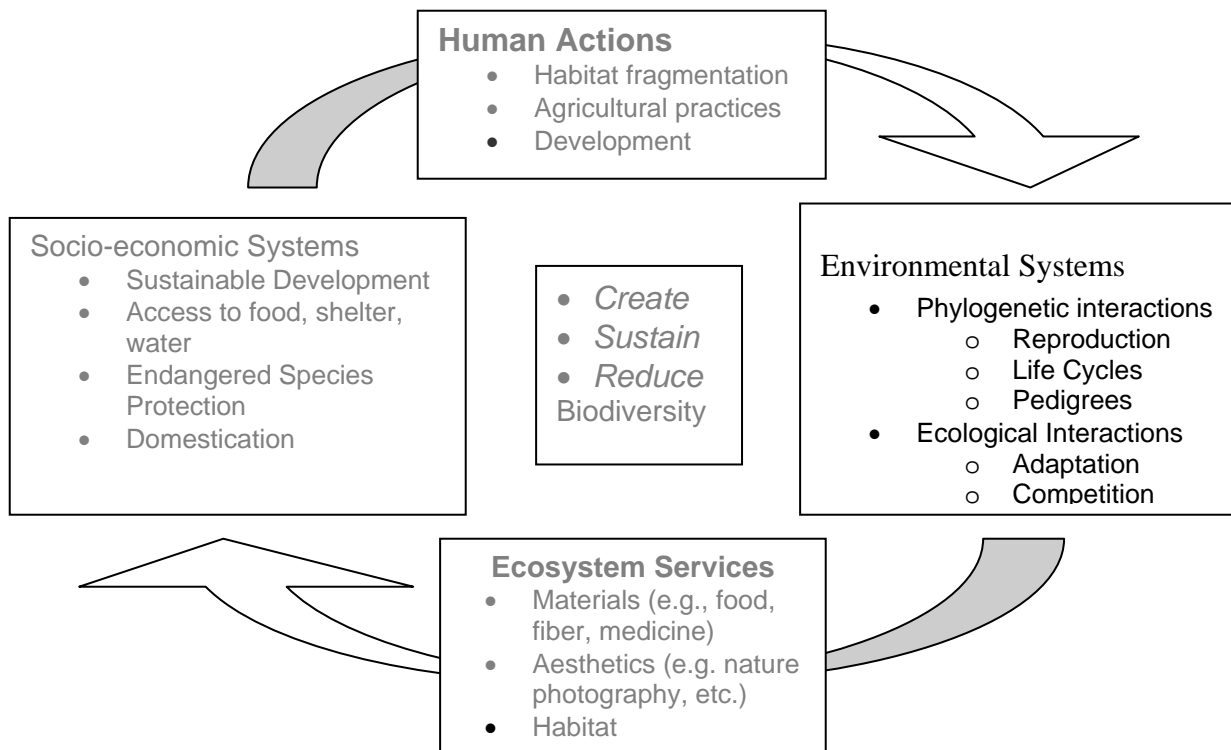 Human Actions
• Habitat fragmentation
• Agricultural practices
• Development
Socio-economic Systems
• Sustainable Development
• Access to food, shelter,
water
• Endangered Species
Protection
• Domestication
• Create
• Sustain
• Reduce
Biodiversity
Environmental Systems
• Phylogenetic interactions
o Reproduction
o Life Cycles
o Pedigrees
• Ecological Interactions
o Adaptation
o Competition
Ecosystem Services
• Materials (e.g., food,
fiber, medicine)
• Aesthetics (e.g. nature
photography, etc.)
• Habitat